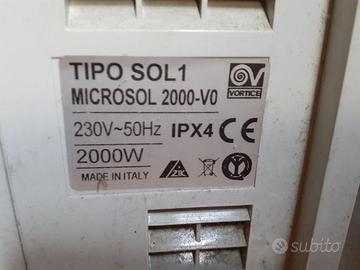 TIPO SOL1
VORTICE
MICROSOL 2000-V0
230V~50Hz IPX4 CE
2000W
MADE IN ITALY
subito